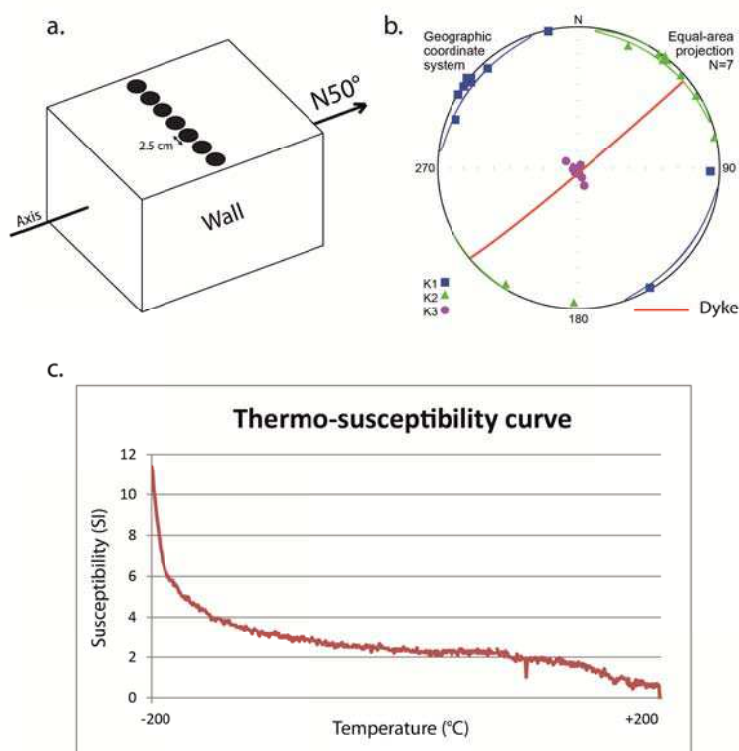 a.
N50°
2.5 cm
Wall
Axis
b.
N
Geographic
coordinate
system
Equal-area
projection
N=7
270
90
K1
K2
K3
180
Dyke
c.
Thermo-susceptibility curve
Susceptibility (SI)
12
10
8
6
4
2
0
-200
+200
Temperature (°C)